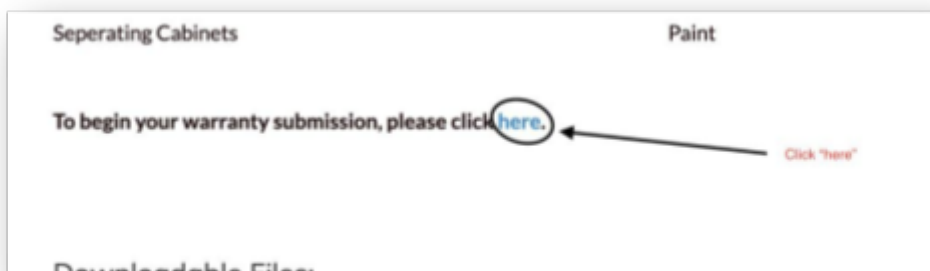 Seperating Cabinets
Paint
To begin your warranty submission, please click here.
Click "here"
Downloadable Files: